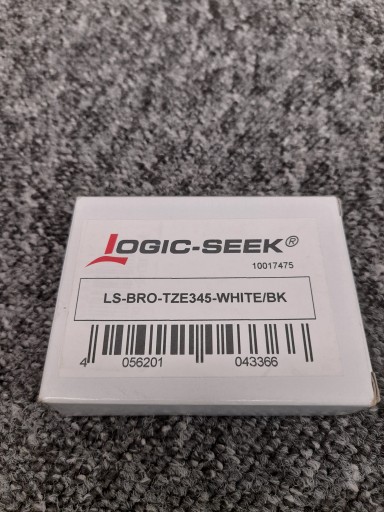 LOGIC-SEEK®
10017475
LS-BRO-TZE345-WHITE/BK
4 056201 043366